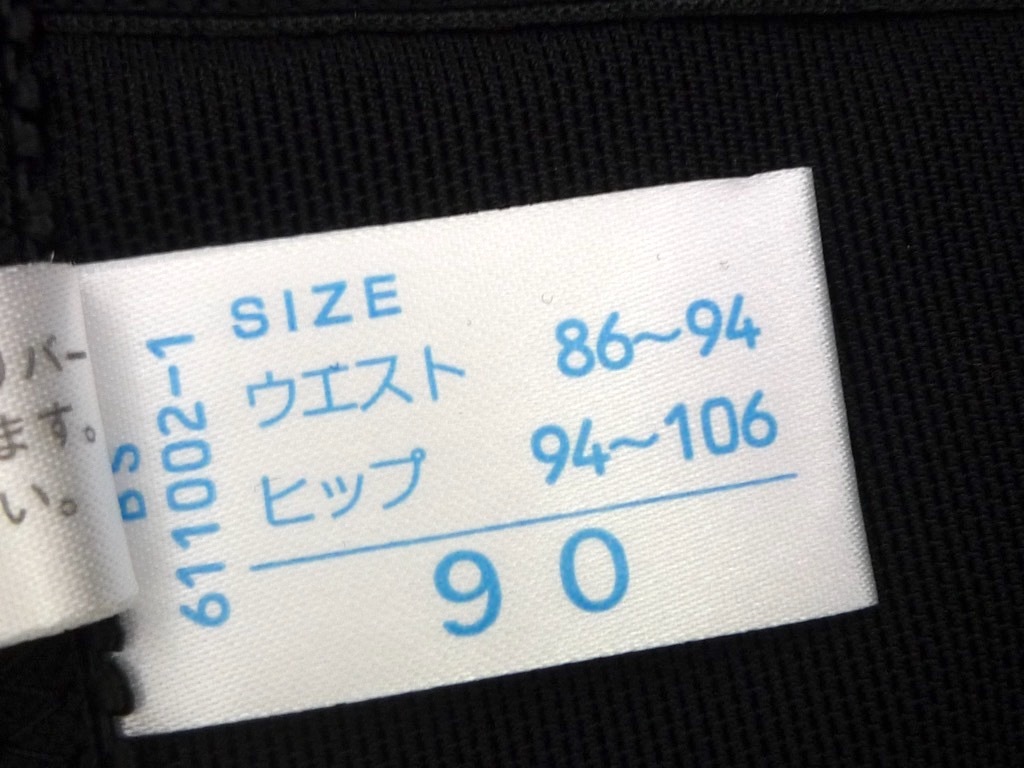 SIZE
ウエスト 86~94
ヒップ 94~106
90
611002-1
バー
ます。
い。